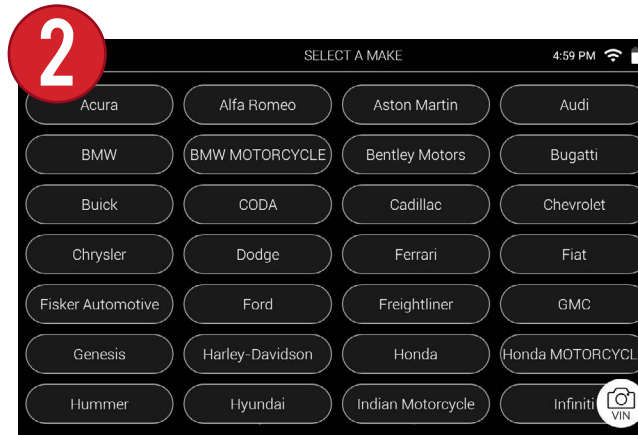 2
SELECT A MAKE 4:59 PM
Acura Alfa Romeo Aston Martin Audi
BMW BMW MOTORCYCLE Bentley Motors Bugatti
Buick CODA Cadillac Chevrolet
Chrysler Dodge Ferrari Fiat
Fisker Automotive Ford Freightliner GMC
Genesis Harley-Davidson Honda Honda MOTORCYCL
Hummer Hyundai Indian Motorcycle Infiniti
VIN